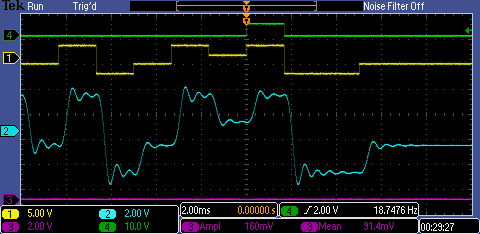 Tek Run Trig'd Noise Filter Off
4
1
2
3
1 5.00 V 2 2.00 V 2.00ms 0.00000 s 4 2.00 V 18.7476 Hz
3 2.00 V 4 10.0 V 3 Ampl 160mV 3 Mean 91.4mV 00:29:27